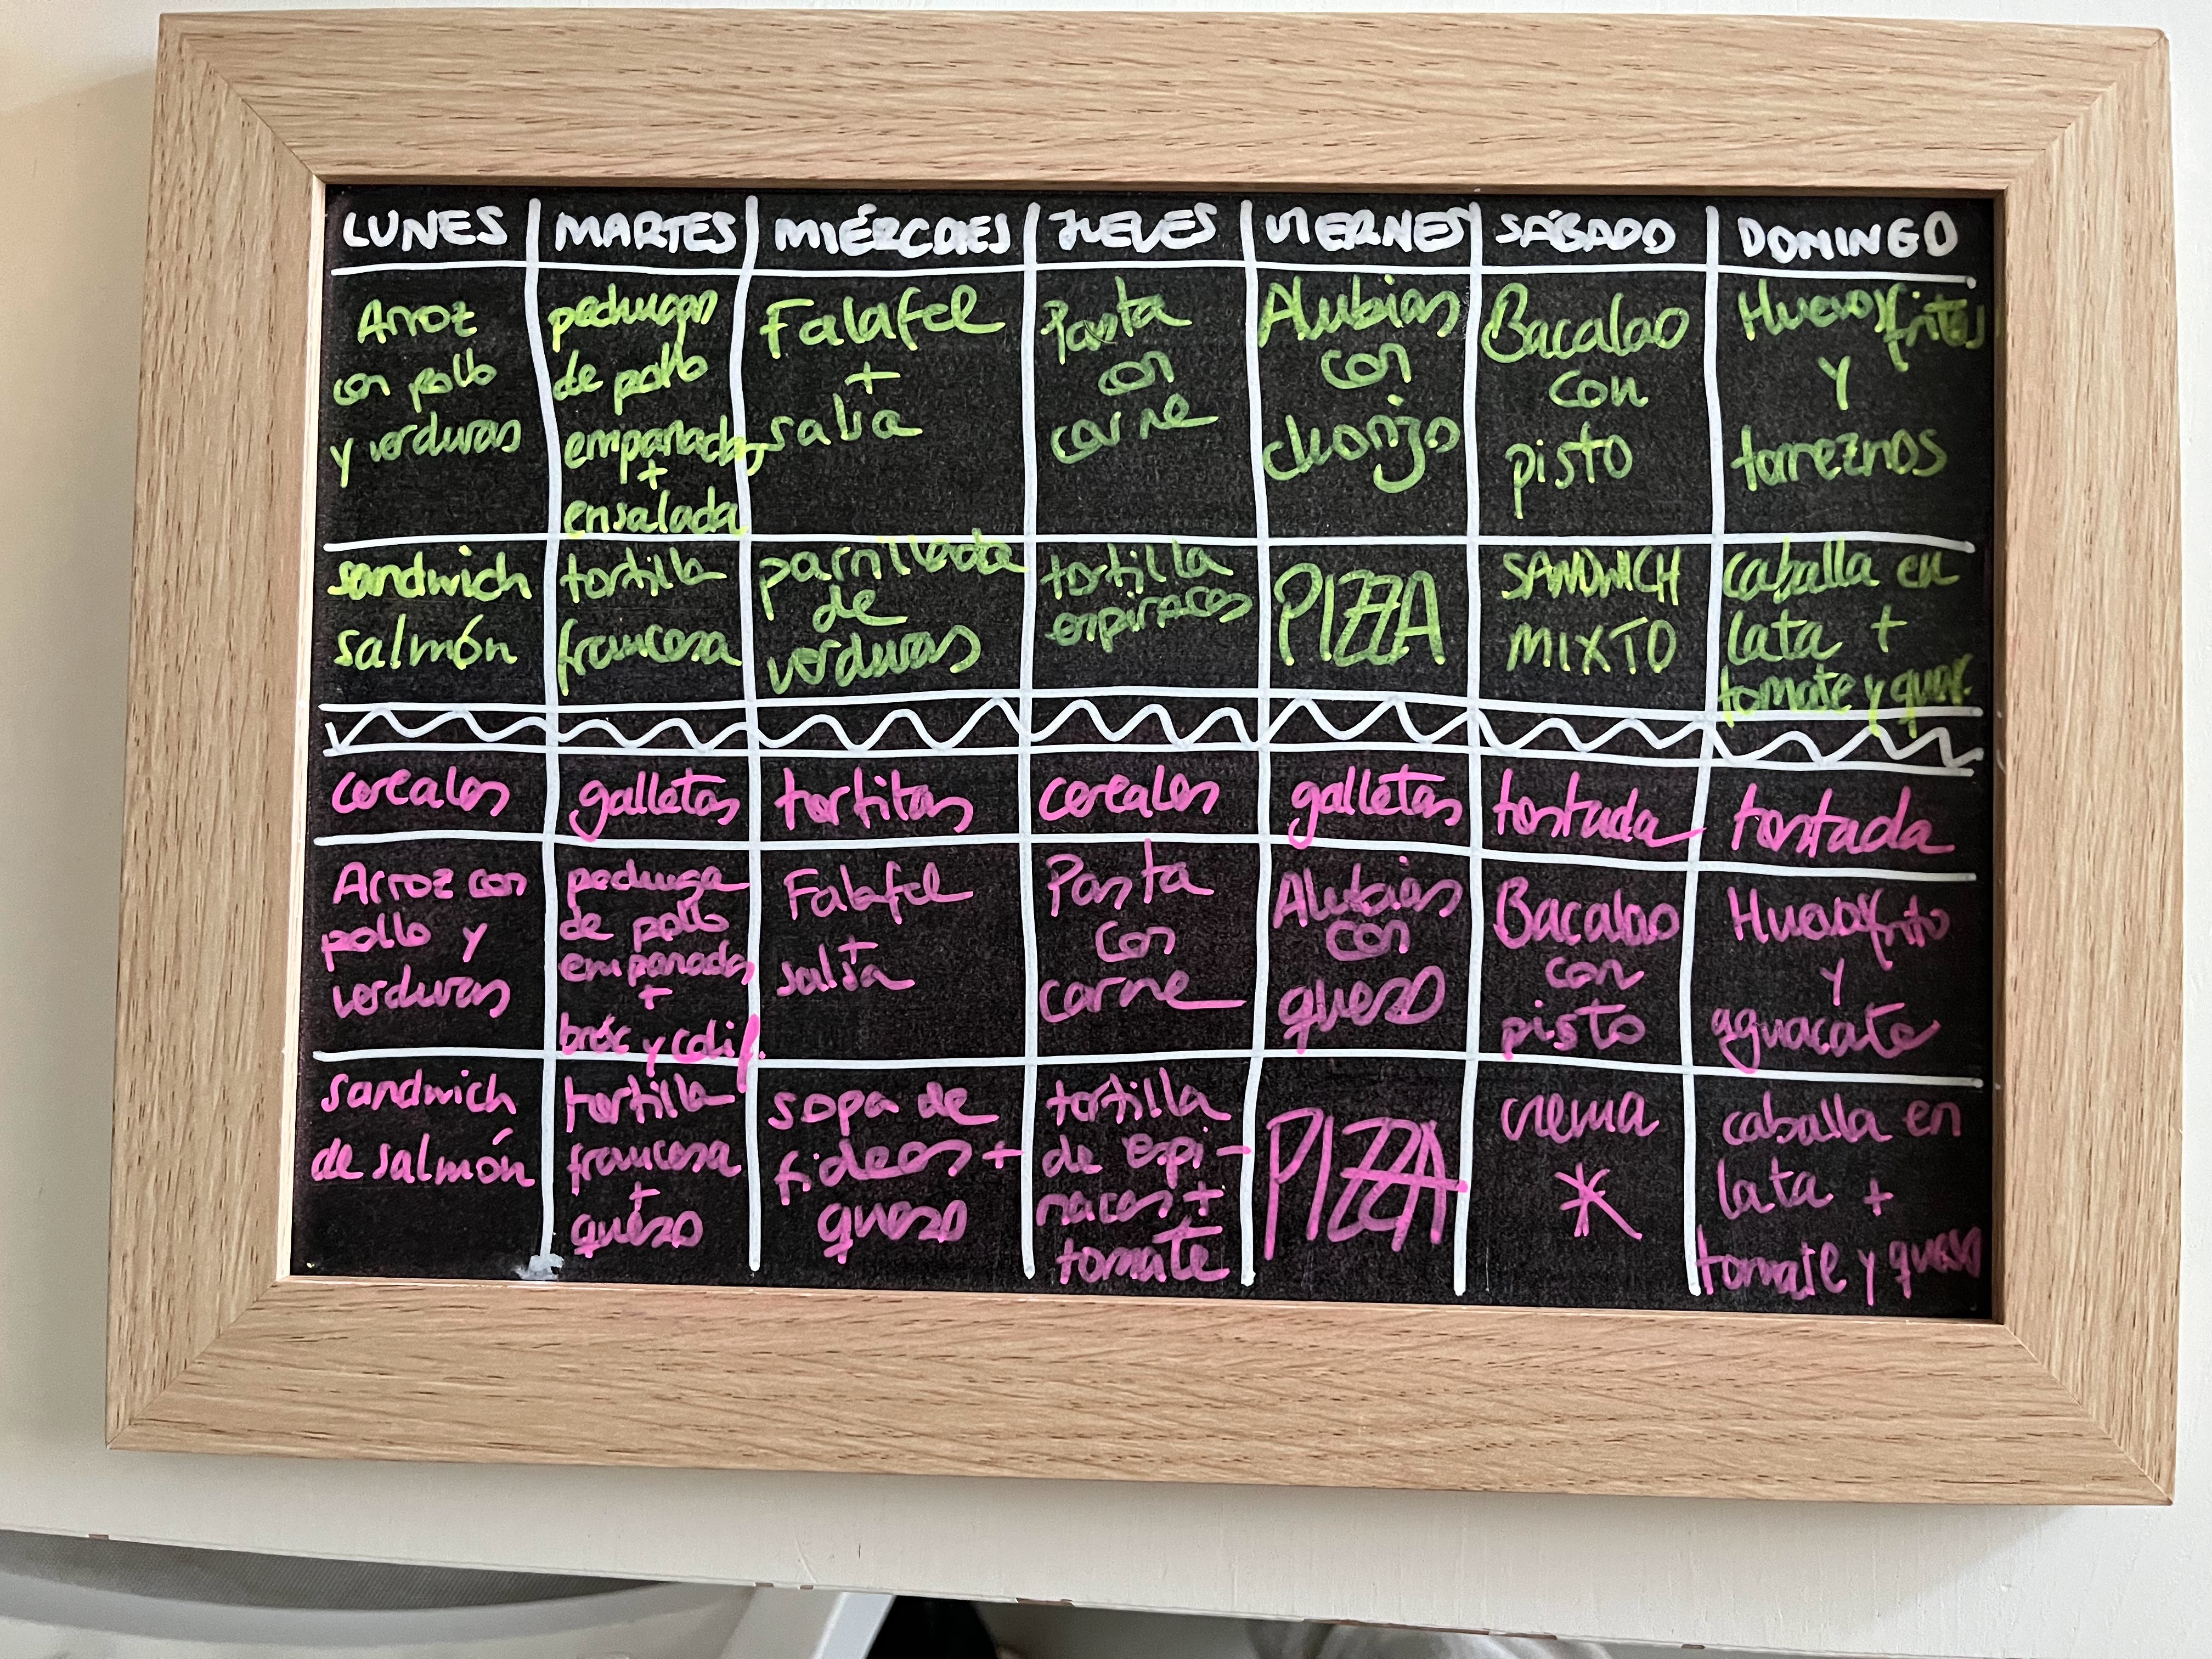 LUNES MARTES MIÉRCOLES JUEVES VIERNES SÁBADO DOMINGO
Arroz
con pollo
y verduras
pechugas
de pollo
empanadas
+
ensalada
Falafel
+
salsa
Pasta
con
carne
Alubias
con
chorizo
Bacalao
con
pisto
Huevos fritos
y
torreznos
sandwich
salmón
tortilla
francesa
parrillada
de
verduras
tortilla
espinacas
PIZZA
SANDWICH
MIXTO
caballa en
lata +
tomate y
cereales
galletas
tortitas
cereales
galletas
tostada
tostada
Arroz con
pollo y
verduras
pechuga
de pollo
empanada
+
bróc y colif.
Falafel
+
salsa
Pasta
con
carne
Alubias
con
queso
Bacalao
con
pisto
Huevo frito
y
aguacate
sandwich
de salmón
tortilla
francesa
+
queso
sopa de
fideos +
queso
tortilla
de espi-
nacas +
tomate
PIZZA
crema
*
caballa en
lata +
tomate y queso